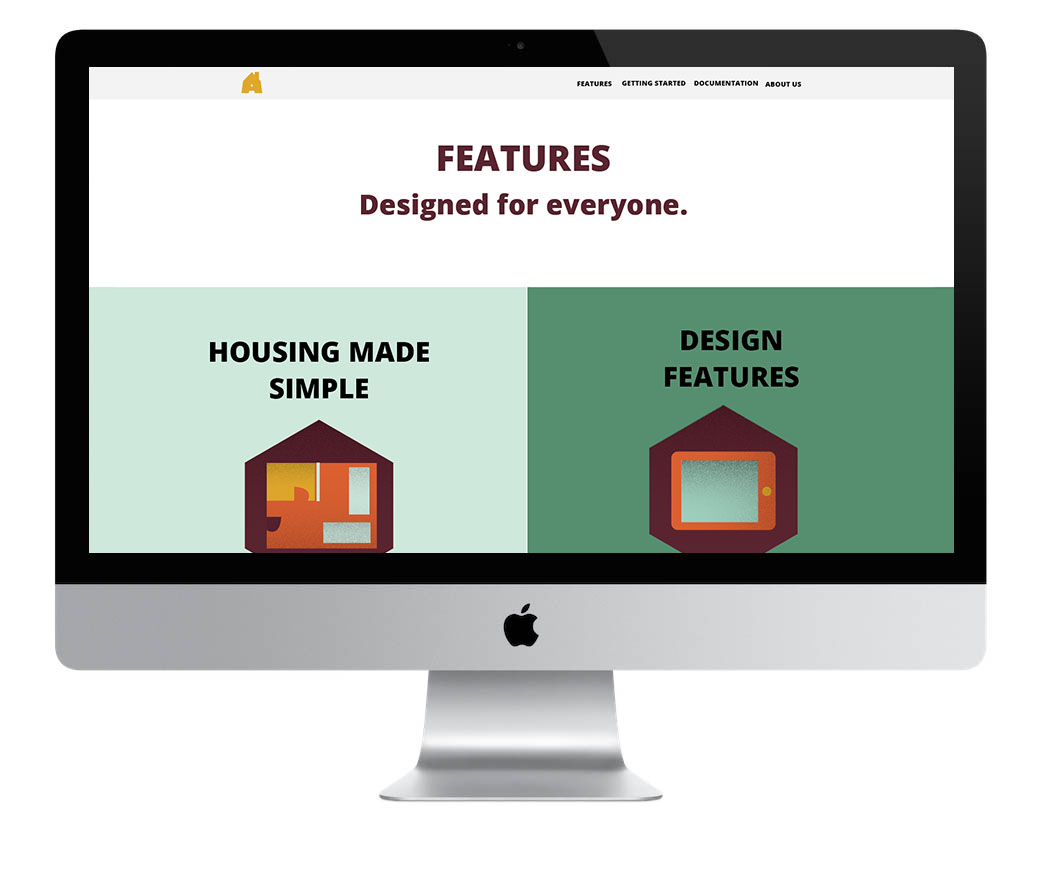 FEATURES GETTING STARTED DOCUMENTATION ABOUT US
FEATURES
Designed for everyone.
HOUSING MADE
SIMPLE
DESIGN
FEATURES